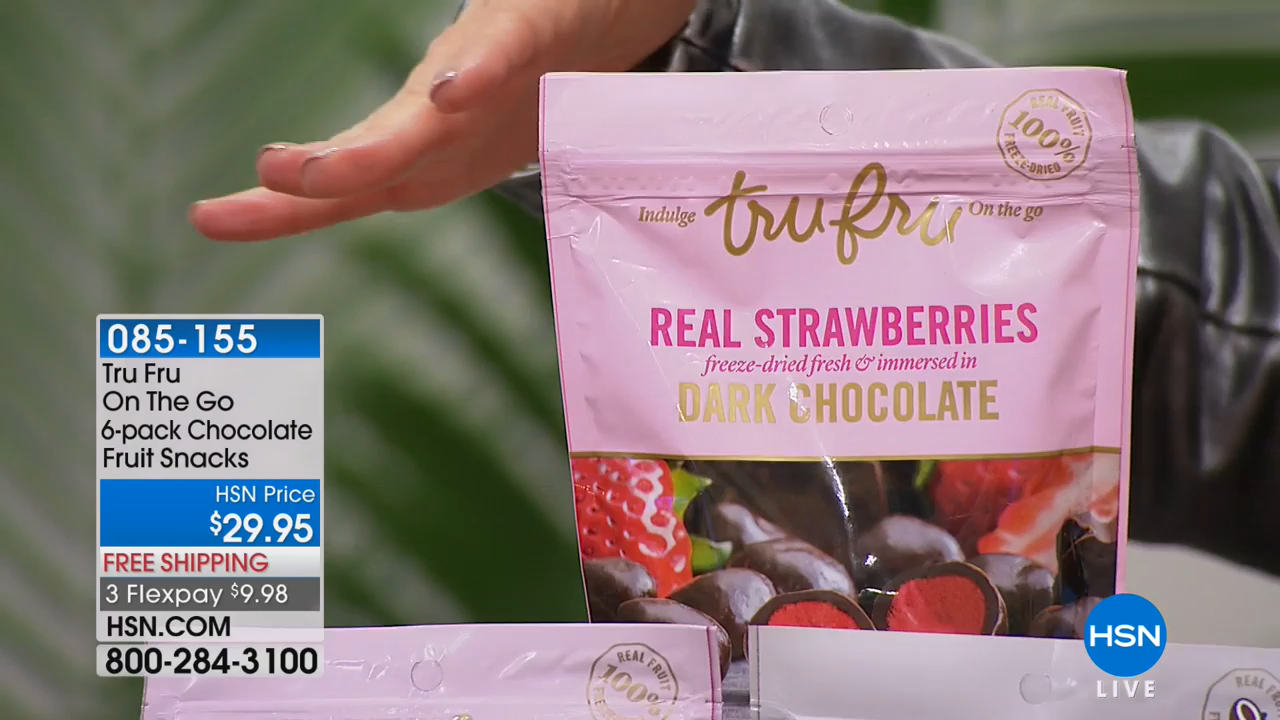 085-155
Tru Fru
On The Go
6-pack Chocolate
Fruit Snacks
HSN Price
$29.95
FREE SHIPPING
3 Flexpay $9.98
HSN.COM
800-284-3100
REAL FRUIT
100%
FREEZE-DRIED
Indulge trufru On the go
REAL STRAWBERRIES
freeze-dried fresh & immersed in
DARK CHOCOLATE
REAL FRUIT
100%
REAL
HSN
LIVE